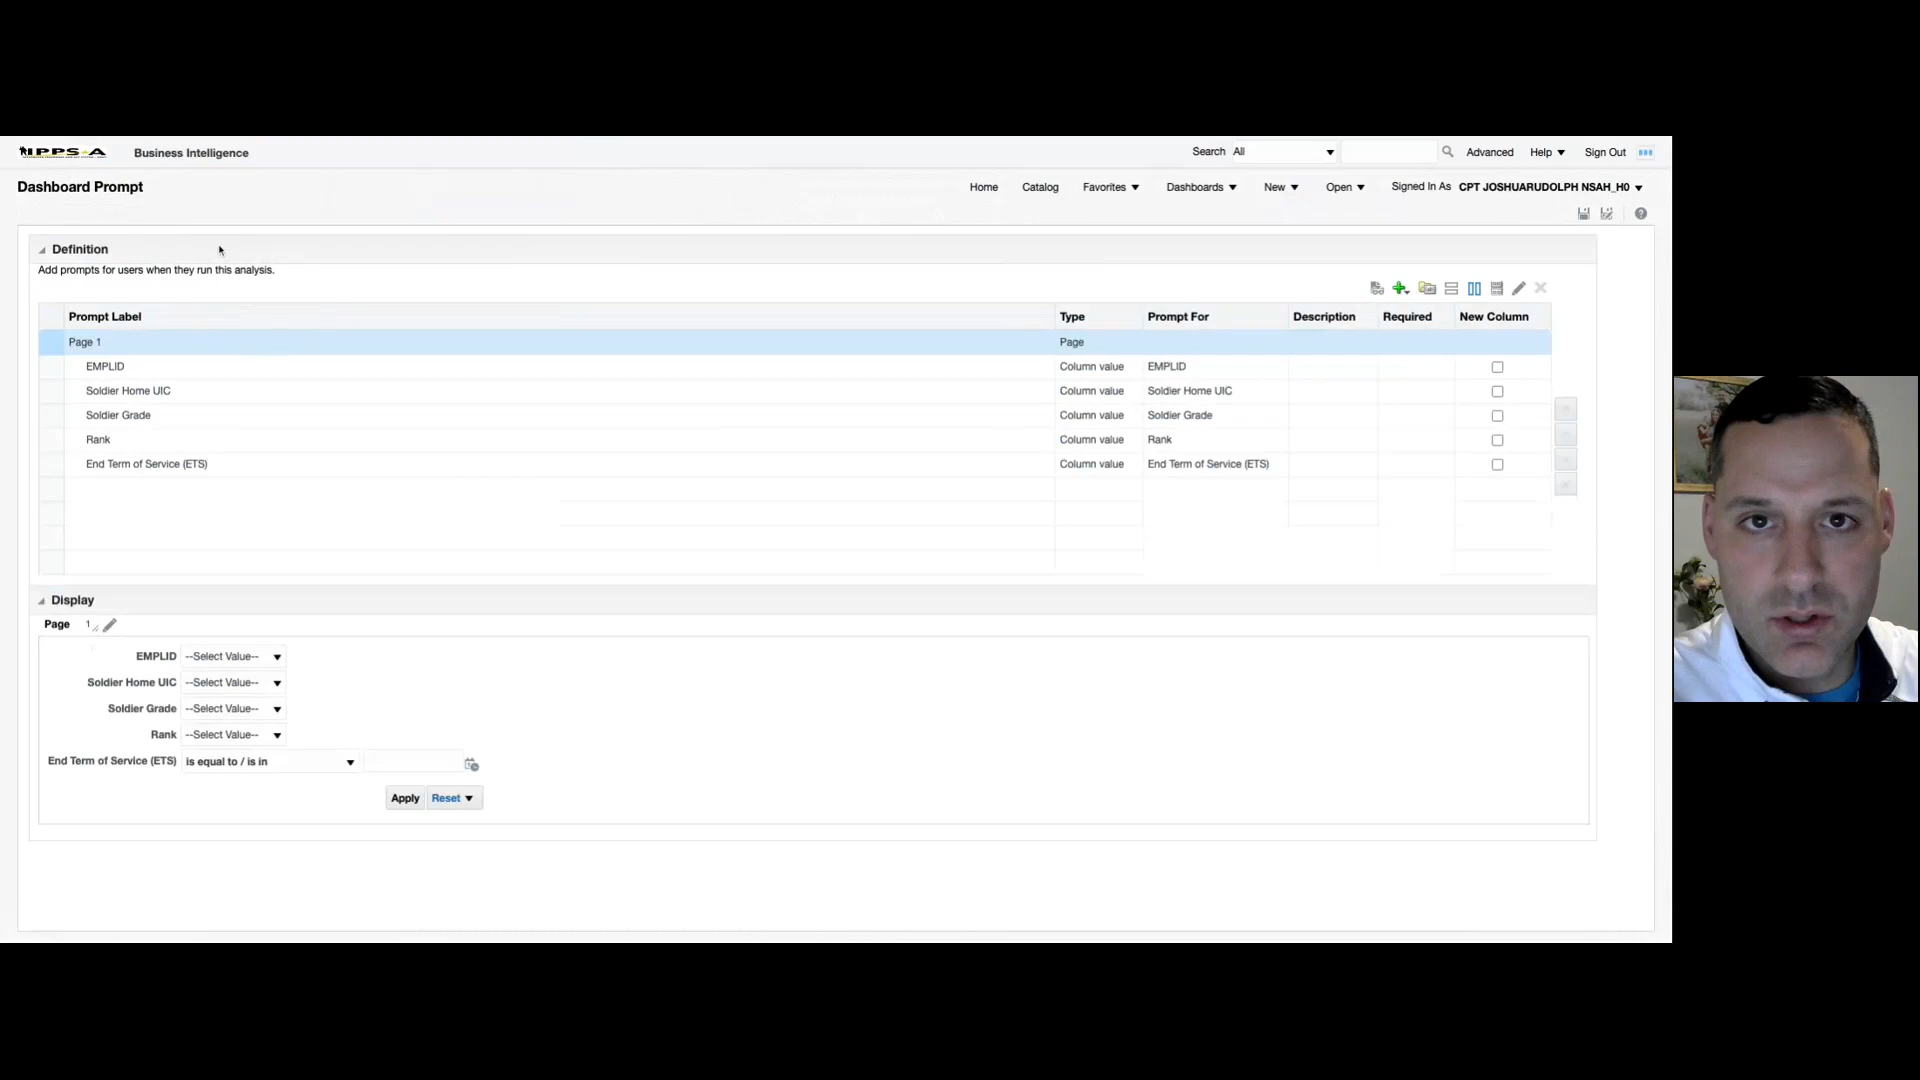 IPPS-A Business Intelligence Search All Advanced Help Sign Out
Dashboard Prompt Home Catalog Favorites Dashboards New Open Signed In As CPT JOSHUARUDOLPH NSAH_H0
Definition
Add prompts for users when they run this analysis.
Prompt Label Type Prompt For Description Required New Column
Page 1 Page
EMPLID Column value EMPLID
Soldier Home UIC Column value Soldier Home UIC
Soldier Grade Column value Soldier Grade
Rank Column value Rank
End Term of Service (ETS) Column value End Term of Service (ETS)
Display
Page 1
EMPLID --Select Value--
Soldier Home UIC --Select Value--
Soldier Grade --Select Value--
Rank --Select Value--
End Term of Service (ETS) is equal to / is in
Apply Reset